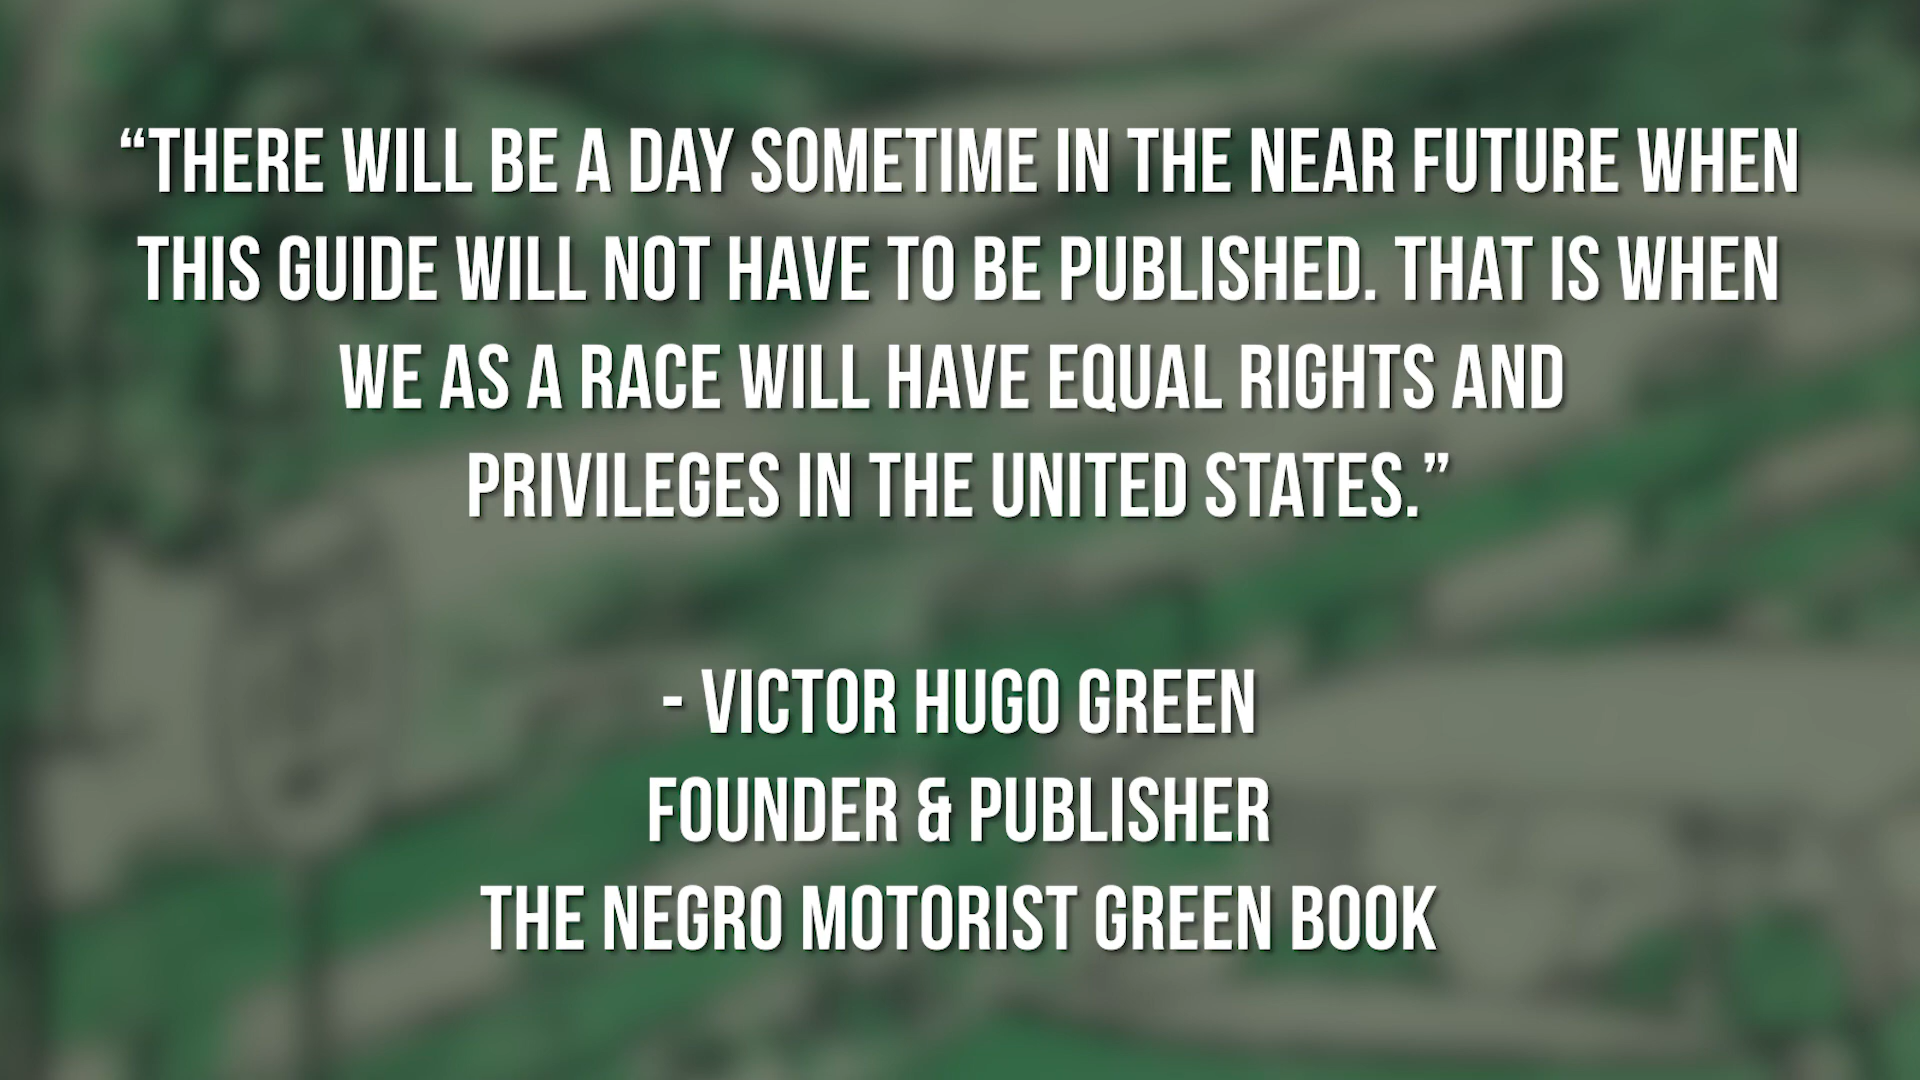 “THERE WILL BE A DAY SOMETIME IN THE NEAR FUTURE WHEN
THIS GUIDE WILL NOT HAVE TO BE PUBLISHED. THAT IS WHEN
WE AS A RACE WILL HAVE EQUAL RIGHTS AND
PRIVILEGES IN THE UNITED STATES.”
- VICTOR HUGO GREEN
FOUNDER & PUBLISHER
THE NEGRO MOTORIST GREEN BOOK